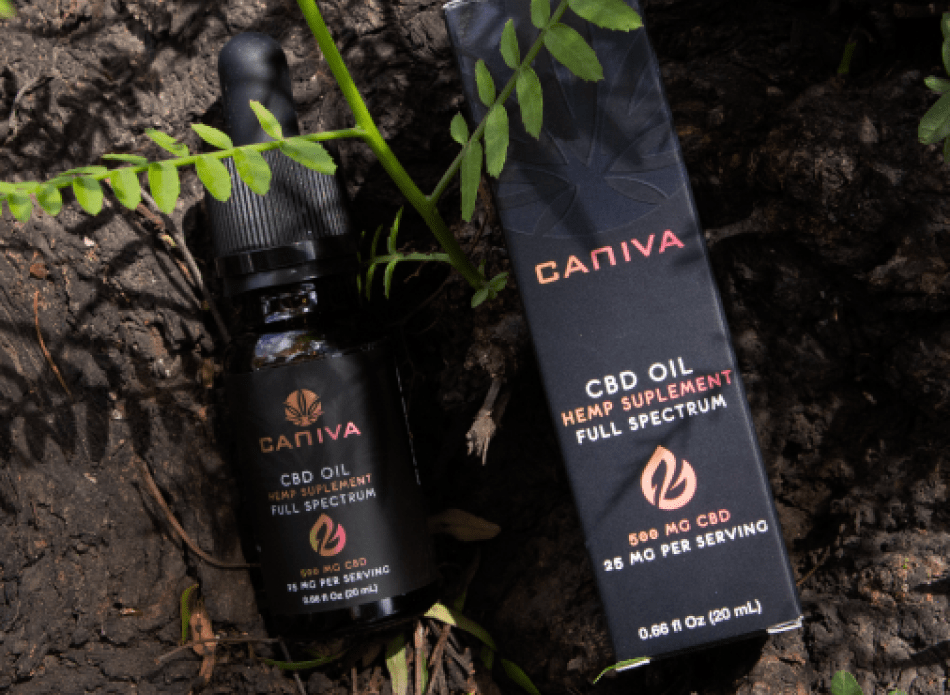 CANIVA
CBD OIL
HEMP SUPLEMENT
FULL SPECTRUM
500 MG CBD
25 MG PER SERVING
0.66 fl Oz (20 mL)
CANIVA
CBD OIL
HEMP SUPLEMENT
FULL SPECTRUM
500 MG CBD
25 MG PER SERVING
0.66 fl Oz (20 mL)